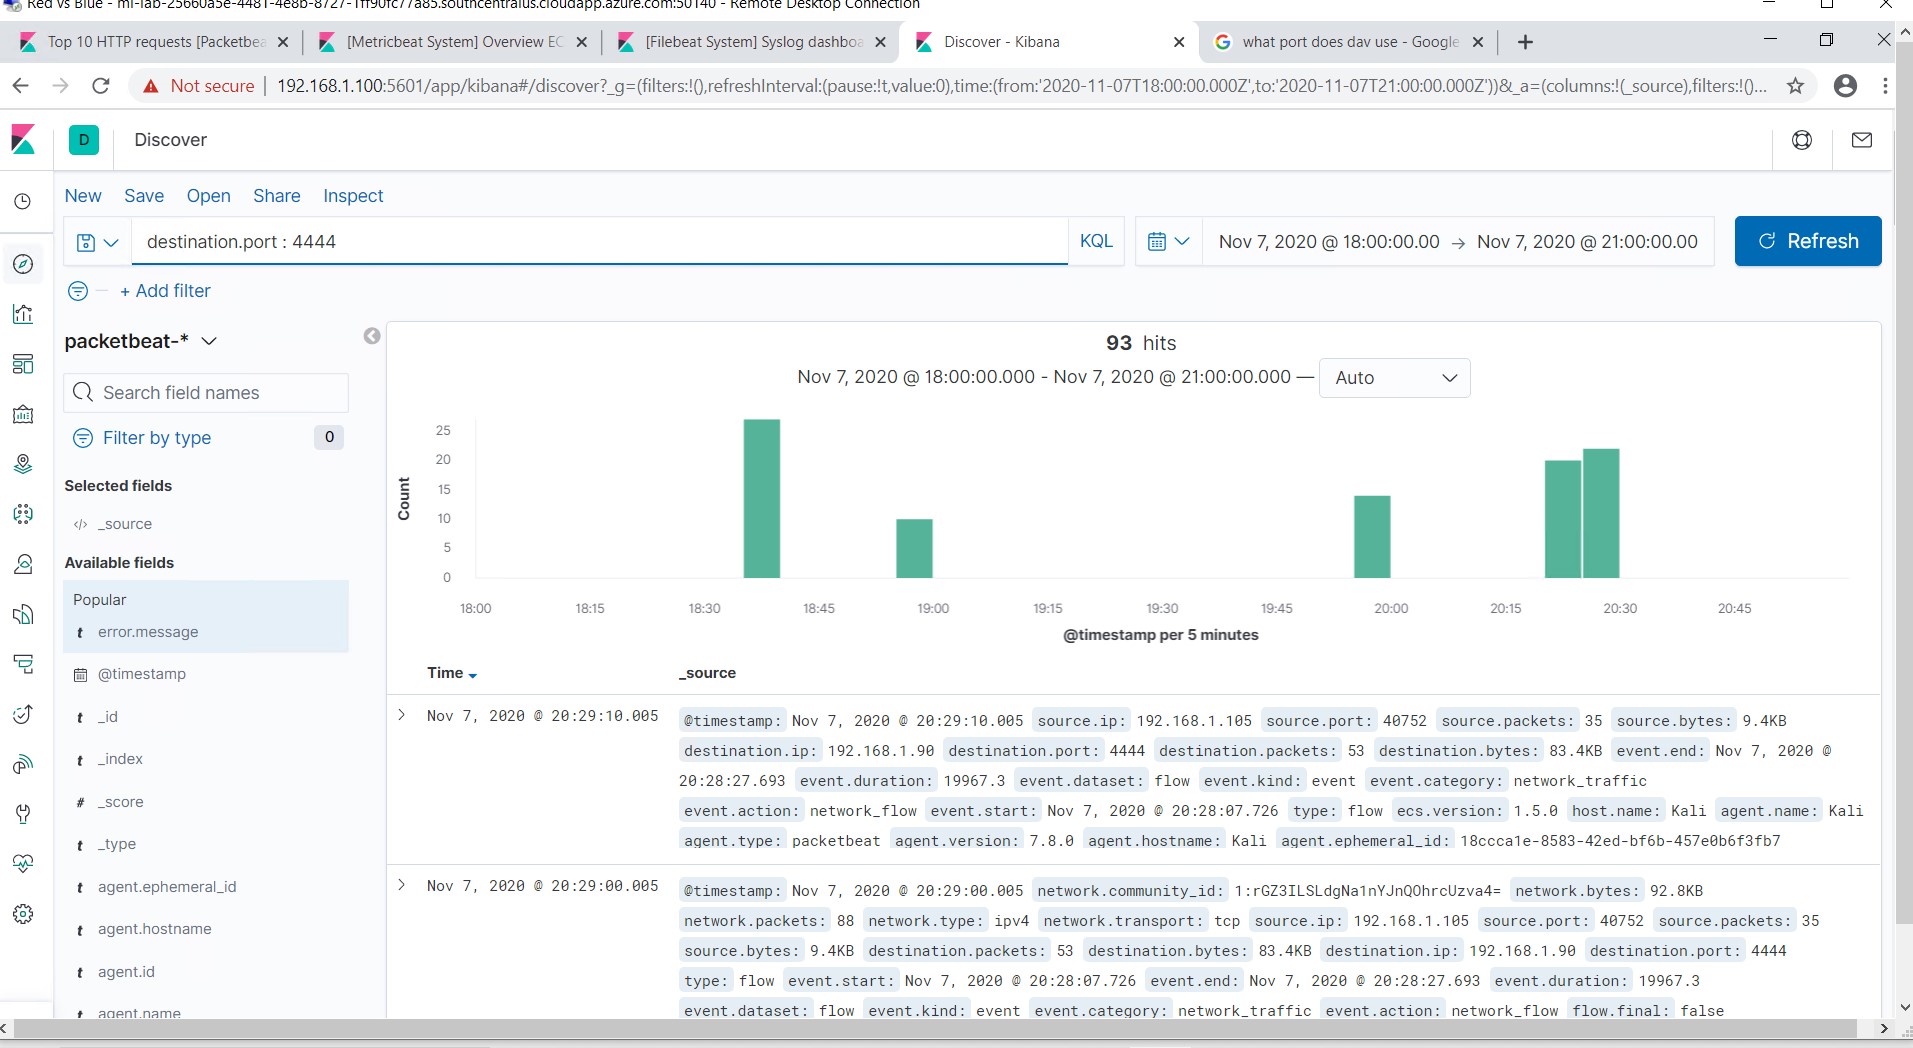 Red vs Blue - ml-lab-25660a5e-4481-4e8b-8727-1ff90fc77a85.southcentralus.cloudapp.azure.com:50140 - Remote Desktop Connection
Top 10 HTTP requests [Packetbea
[Metricbeat System] Overview EC
[Filebeat System] Syslog dashboa
Discover - Kibana
what port does dav use - Google
Not secure
192.168.1.100:5601/app/kibana#/discover?_g=(filters:!(),refreshInterval:(pause:!t,value:0),time:(from:'2020-11-07T18:00:00.000Z',to:'2020-11-07T21:00:00.000Z'))&_a=(columns:!(_source),filters:!()...
D
Discover
New Save Open Share Inspect
destination.port : 4444
KQL
Nov 7, 2020 @ 18:00:00.00 → Nov 7, 2020 @ 21:00:00.00
Refresh
+ Add filter
packetbeat-*
Search field names
Filter by type 0
Selected fields
</> _source
Available fields
Popular
t error.message
@timestamp
t _id
t _index
# _score
t _type
t agent.ephemeral_id
t agent.hostname
t agent.id
t agent.name
93 hits
Nov 7, 2020 @ 18:00:00.000 - Nov 7, 2020 @ 21:00:00.000 — Auto
Count
25
20
15
10
5
0
18:00 18:15 18:30 18:45 19:00 19:15 19:30 19:45 20:00 20:15 20:30 20:45
@timestamp per 5 minutes
Time _source
Nov 7, 2020 @ 20:29:10.005
@timestamp: Nov 7, 2020 @ 20:29:10.005 source.ip: 192.168.1.105 source.port: 40752 source.packets: 35 source.bytes: 9.4KB
destination.ip: 192.168.1.90 destination.port: 4444 destination.packets: 53 destination.bytes: 83.4KB event.end: Nov 7, 2020 @
20:28:27.693 event.duration: 19967.3 event.dataset: flow event.kind: event event.category: network_traffic
event.action: network_flow event.start: Nov 7, 2020 @ 20:28:07.726 type: flow ecs.version: 1.5.0 host.name: Kali agent.name: Kali
agent.type: packetbeat agent.version: 7.8.0 agent.hostname: Kali agent.ephemeral_id: 18ccca1e-8583-42ed-bf6b-457e0b6f3fb7
Nov 7, 2020 @ 20:29:00.005
@timestamp: Nov 7, 2020 @ 20:29:00.005 network.community_id: 1:rGZ3ILSLdgNa1nYJnQOhrcUzva4= network.bytes: 92.8KB
network.packets: 88 network.type: ipv4 network.transport: tcp source.ip: 192.168.1.105 source.port: 40752 source.packets: 35
source.bytes: 9.4KB destination.packets: 53 destination.bytes: 83.4KB destination.ip: 192.168.1.90 destination.port: 4444
type: flow event.start: Nov 7, 2020 @ 20:28:07.726 event.end: Nov 7, 2020 @ 20:28:27.693 event.duration: 19967.3
event.dataset: flow event.kind: event event.category: network_traffic event.action: network_flow flow.final: false